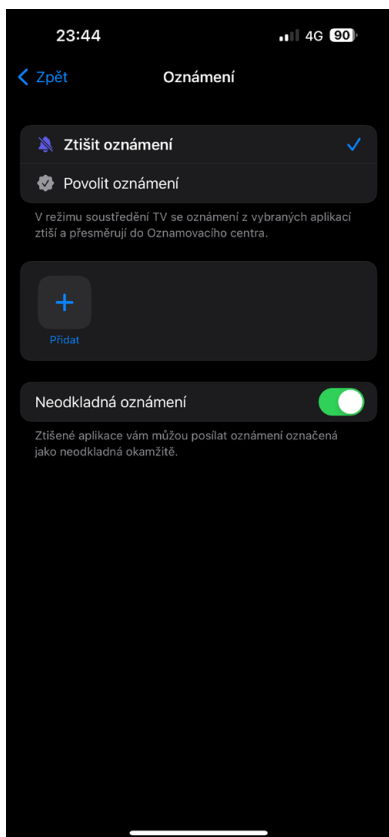 23:44
4G 90
Zpět
Oznámení
Ztišit oznámení
Povolit oznámení
V režimu soustředění TV se oznámení z vybraných aplikací
ztiší a přesměrují do Oznamovacího centra.
Přidat
Neodkladná oznámení
Ztišené aplikace vám můžou posílat oznámení označená
jako neodkladná okamžitě.